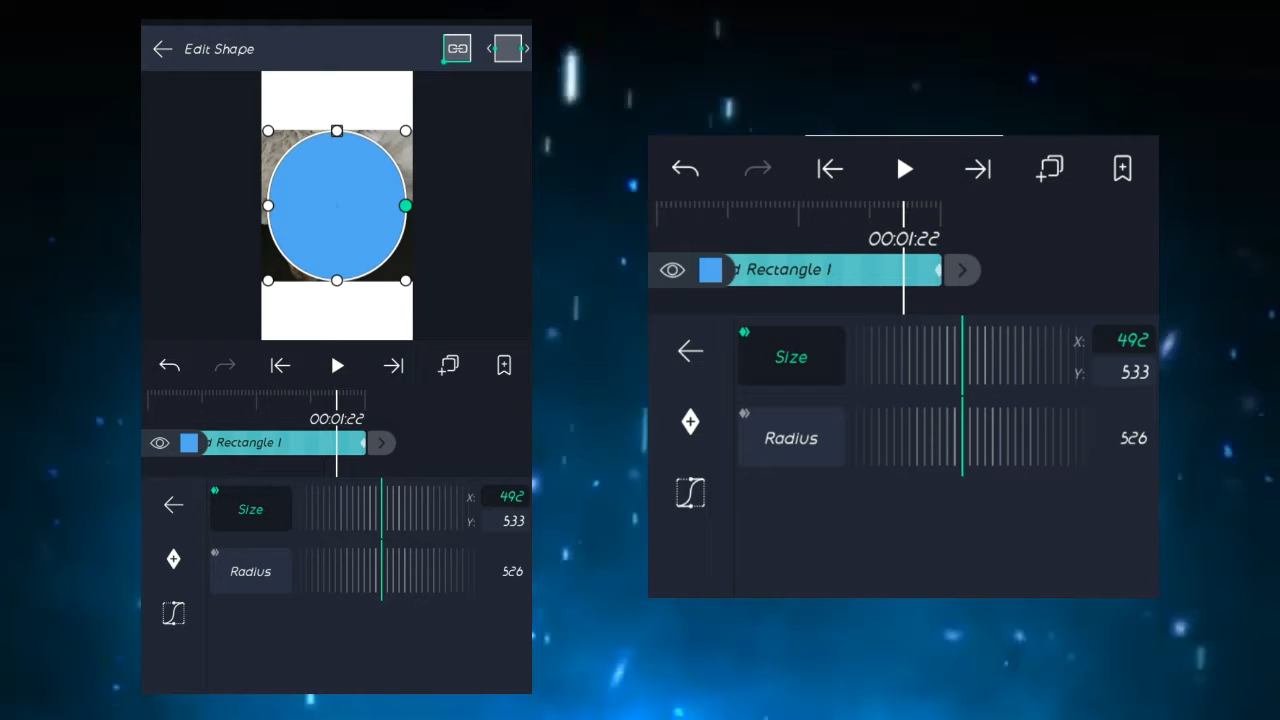 Edit Shape
00:01:22
d Rectangle 1
Size
X: 492
Y: 533
Radius
526
00:01:22
d Rectangle 1
Size
X: 492
Y: 533
Radius
526